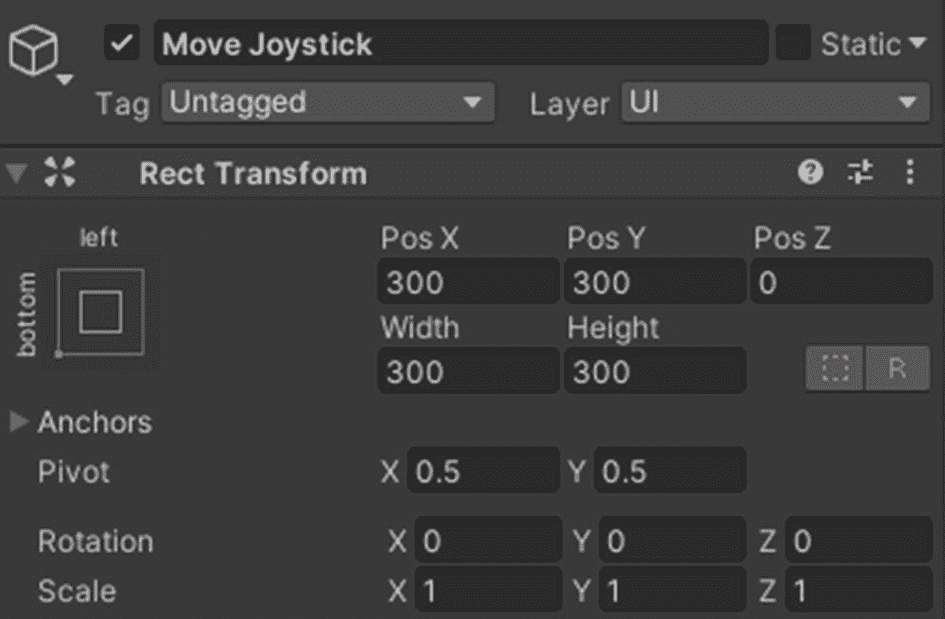 Move Joystick Static
Tag Untagged Layer UI
Rect Transform
left
bottom
Pos X Pos Y Pos Z
300 300 0
Width Height
300 300 R
Anchors
Pivot X 0.5 Y 0.5
Rotation X 0 Y 0 Z 0
Scale X 1 Y 1 Z 1